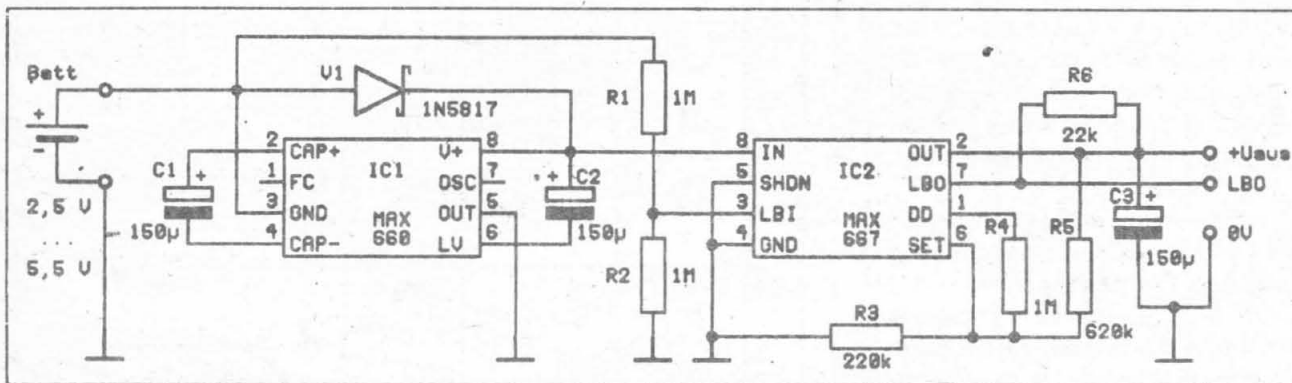 Batt
+
-
2,5 V
...
5,5 V
V1
1N5817
C1
+
150µ
2 CAP+
1 FC
3 GND
4 CAP-
IC1
MAX
660
V+ 8
OSC 7
OUT 5
LV 6
+
C2
150µ
R1
1M
R2
1M
8 IN
5 SHDN
3 LBI
4 GND
IC2
MAX
667
OUT 2
LBO 7
DD 1
SET 6
R3
220k
R4
1M
R5
620k
R6
22k
C3
+
150µ
+Uaus
LBO
0V